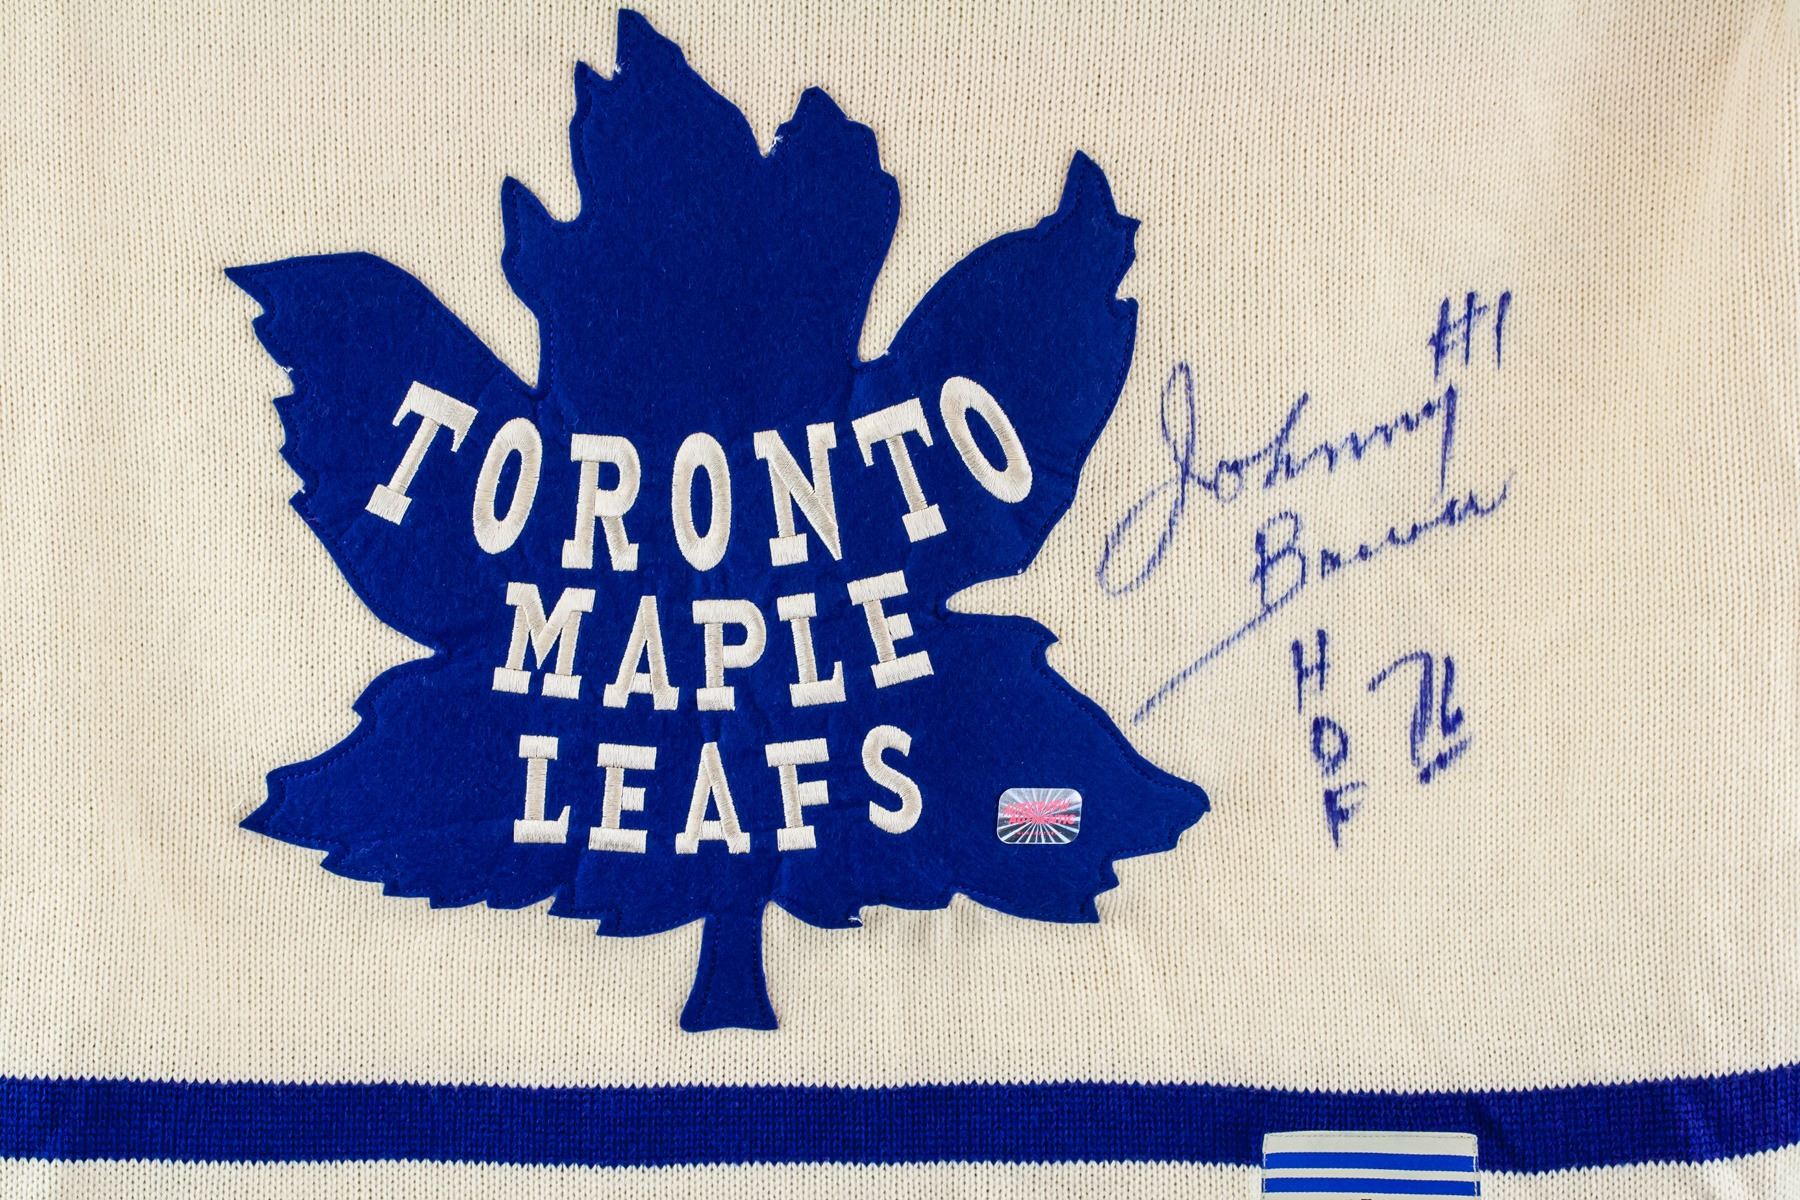 TORONTO
MAPLE
LEAFS
#1
Johnny
Bower
HOF 76